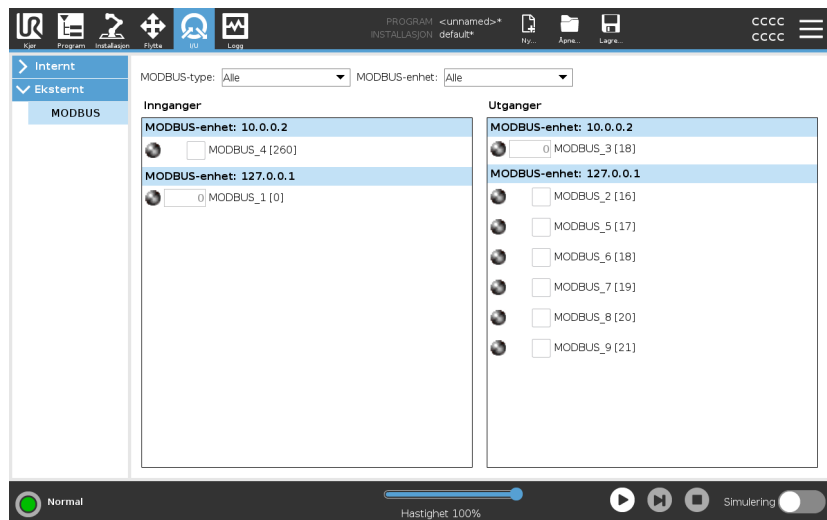 PROGRAM <unnamed>*
INSTALLASJON default*
CCCC
CCCC
UR
Kjør Program Installasjon Flytte I/U Logg Ny... Åpne... Lagre...
Internt
Eksternt
MODBUS
MODBUS-type: Alle MODBUS-enhet: Alle
Innganger
MODBUS-enhet: 10.0.0.2
MODBUS_4 [260]
MODBUS-enhet: 127.0.0.1
0 MODBUS_1 [0]
Utganger
MODBUS-enhet: 10.0.0.2
0 MODBUS_3 [18]
MODBUS-enhet: 127.0.0.1
MODBUS_2 [16]
MODBUS_5 [17]
MODBUS_6 [18]
MODBUS_7 [19]
MODBUS_8 [20]
MODBUS_9 [21]
Normal
Hastighet 100%
Simulering